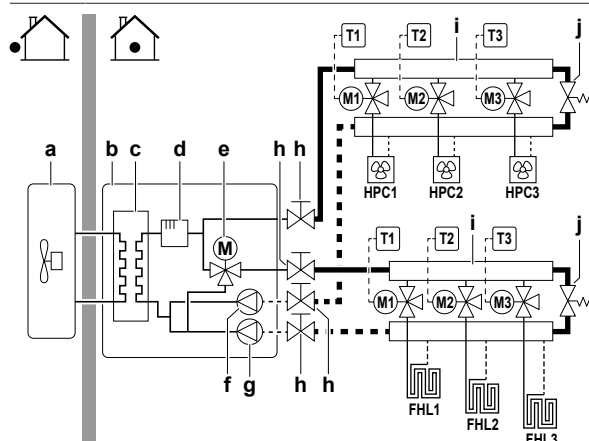 T1 T2 T3 i j
M1 M2 M3
a b c d e h h
HPC1 HPC2 HPC3
M
h T1 T2 T3 i j
M1 M2 M3
f g h h
FHL1 FHL2 FHL3